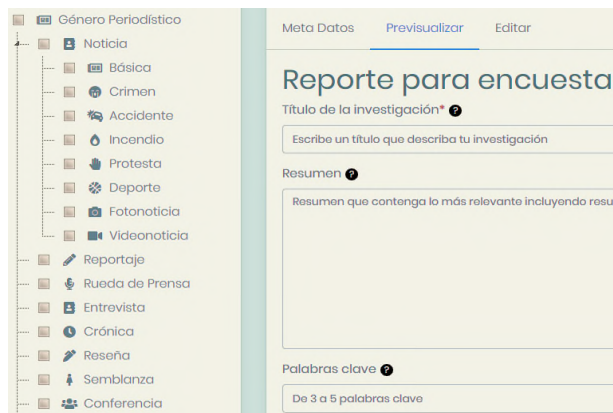 Género Periodístico
Noticia
Básica
Crimen
Accidente
Incendio
Protesta
Deporte
Fotonoticia
Videonoticia
Reportaje
Rueda de Prensa
Entrevista
Crónica
Reseña
Semblanza
Conferencia
Meta Datos Previsualizar Editar
Reporte para encuesta
Título de la investigación* ?
Escribe un título que describa tu investigación
Resumen ?
Resumen que contenga lo más relevante incluyendo resu
Palabras clave ?
De 3 a 5 palabras clave